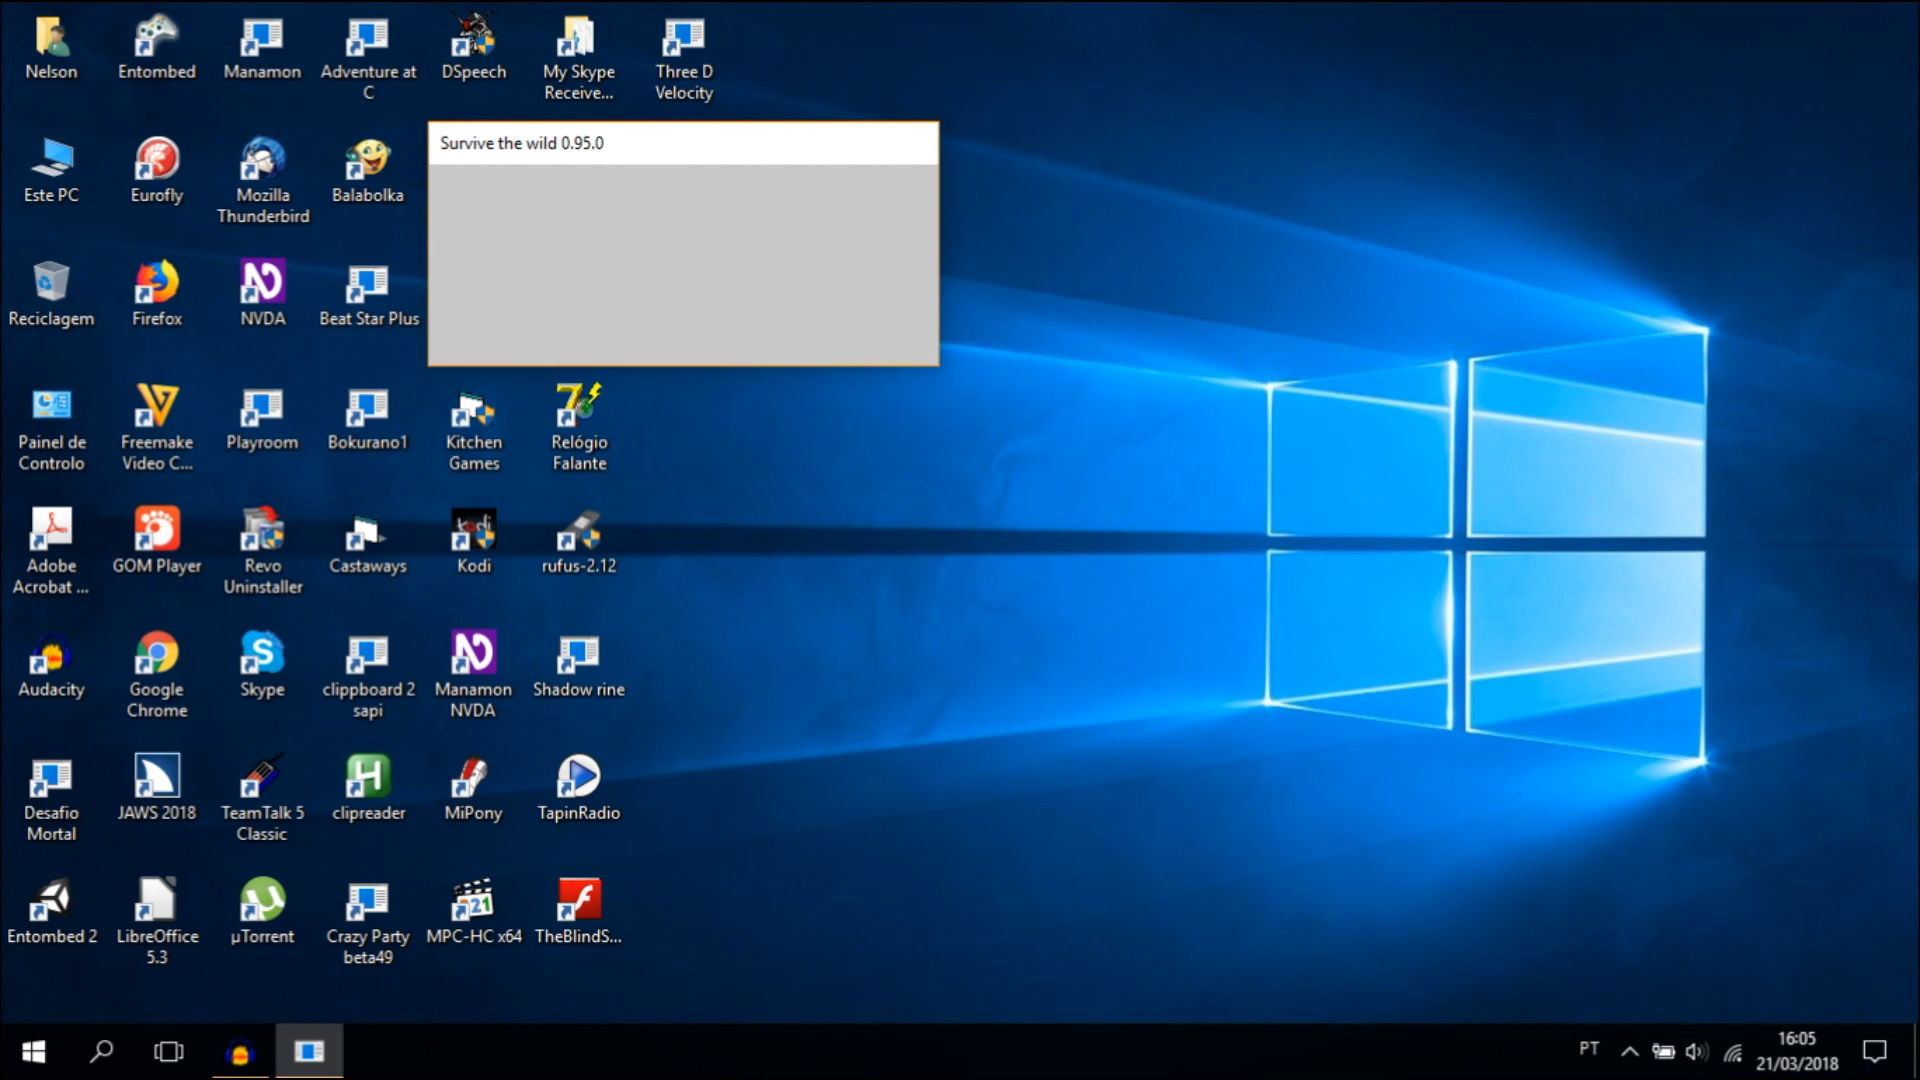 Nelson
Entombed
Manamon
Adventure at
C
DSpeech
My Skype
Receive...
Three D
Velocity
Survive the wild 0.95.0
Este PC
Eurofly
Mozilla
Thunderbird
Balabolka
Reciclagem
Firefox
NVDA
Beat Star Plus
Painel de
Controlo
Freemake
Video C...
Playroom
Bokurano1
Kitchen
Games
Relógio
Falante
Adobe
Acrobat ...
GOM Player
Revo
Uninstaller
Castaways
Kodi
rufus-2.12
Audacity
Google
Chrome
Skype
clippboard 2
sapi
Manamon
NVDA
Shadow rine
Desafio
Mortal
JAWS 2018
TeamTalk 5
Classic
clipreader
MiPony
TapinRadio
Entombed 2
LibreOffice
5.3
µTorrent
Crazy Party
beta49
MPC-HC x64
TheBlindS...
PT
16:05
21/03/2018